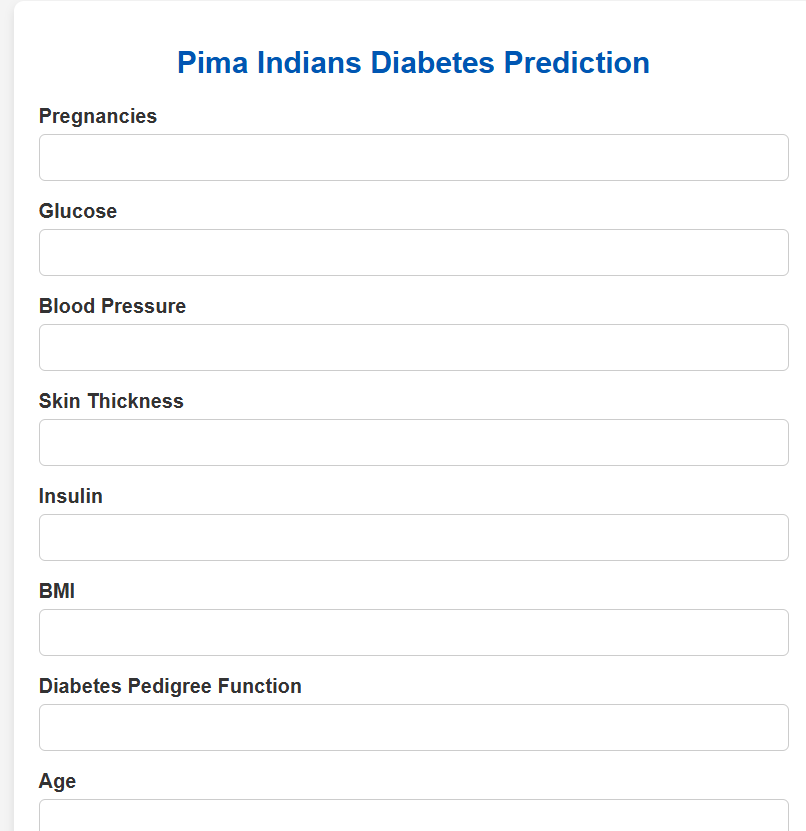 Pima Indians Diabetes Prediction
Pregnancies
Glucose
Blood Pressure
Skin Thickness
Insulin
BMI
Diabetes Pedigree Function
Age